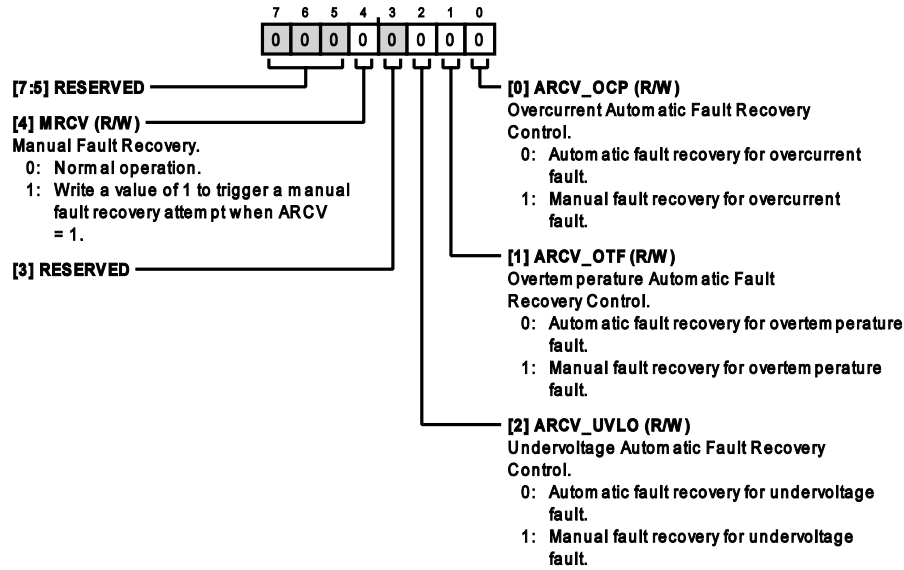 7 6 5 4 3 2 1 0
0 0 0 0 0 0 0 0
[7:5] RESERVED
[4] MRCV (R/W)
Manual Fault Recovery.
0: Normal operation.
1: Write a value of 1 to trigger a manual
fault recovery attempt when ARCV
= 1.
[3] RESERVED
[0] ARCV_OCP (R/W)
Overcurrent Automatic Fault Recovery
Control.
0: Automatic fault recovery for overcurrent
fault.
1: Manual fault recovery for overcurrent
fault.
[1] ARCV_OTF (R/W)
Overtemperature Automatic Fault
Recovery Control.
0: Automatic fault recovery for overtemperature
fault.
1: Manual fault recovery for overtemperature
fault.
[2] ARCV_UVLO (R/W)
Undervoltage Automatic Fault Recovery
Control.
0: Automatic fault recovery for undervoltage
fault.
1: Manual fault recovery for undervoltage
fault.